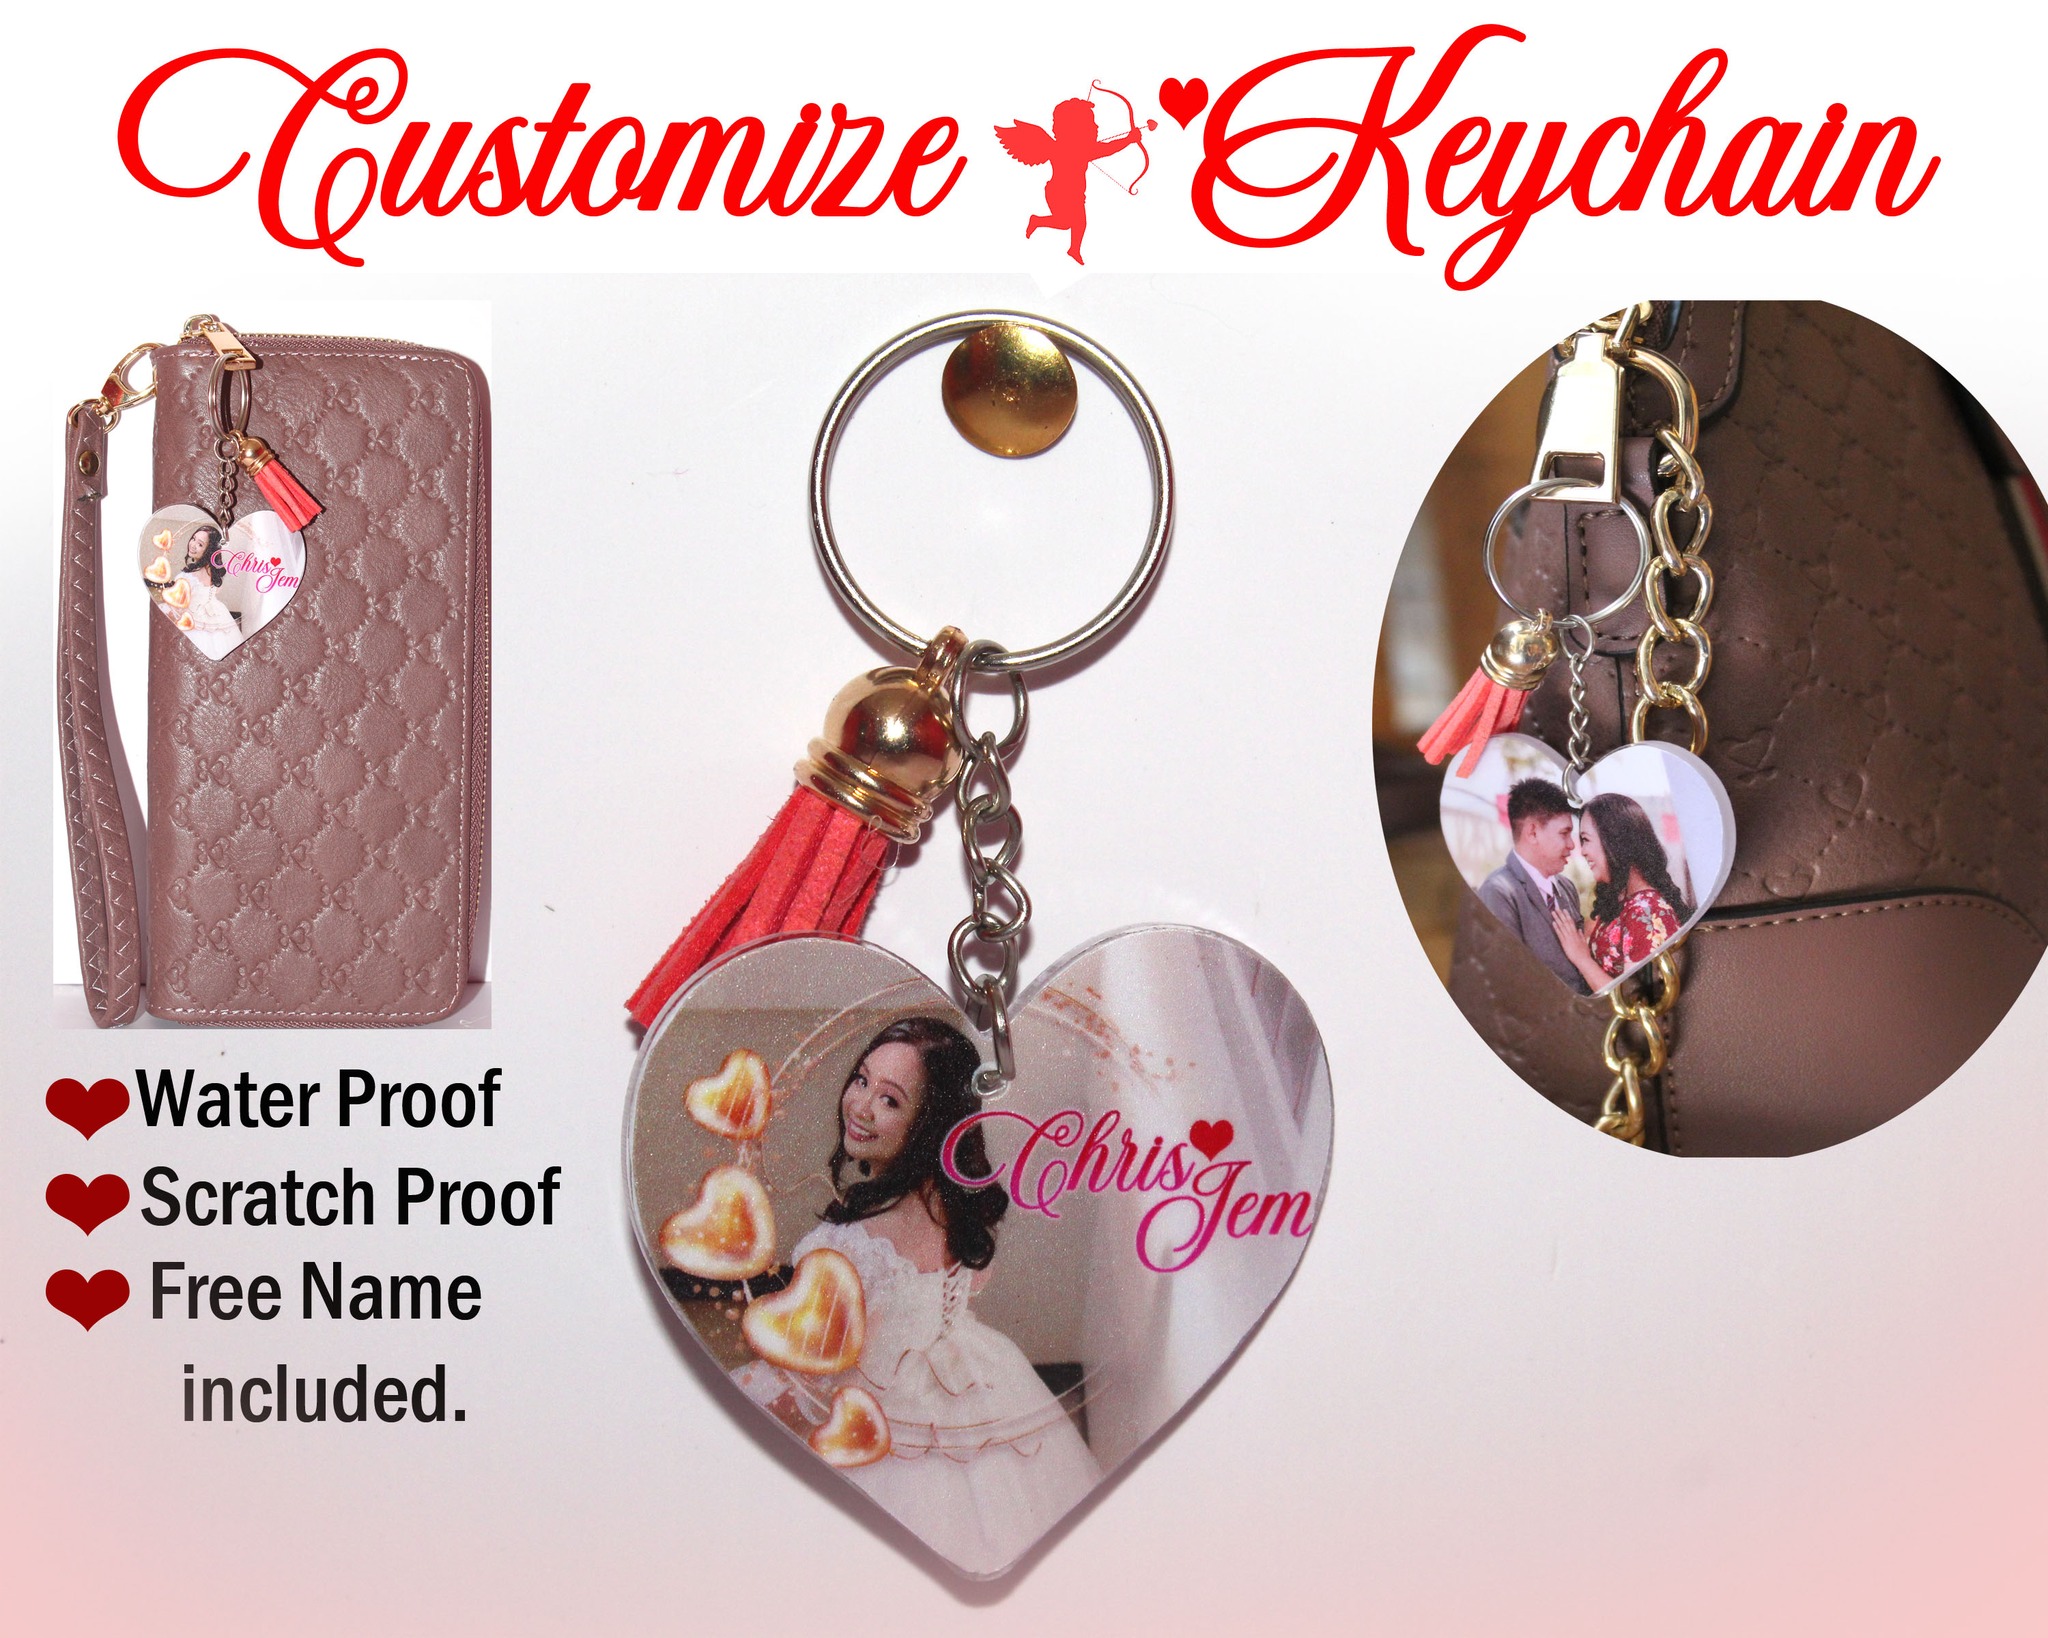 Customize Keychain
Chris
Jem
Water Proof
Scratch Proof
Free Name
included.
Chris
Jem